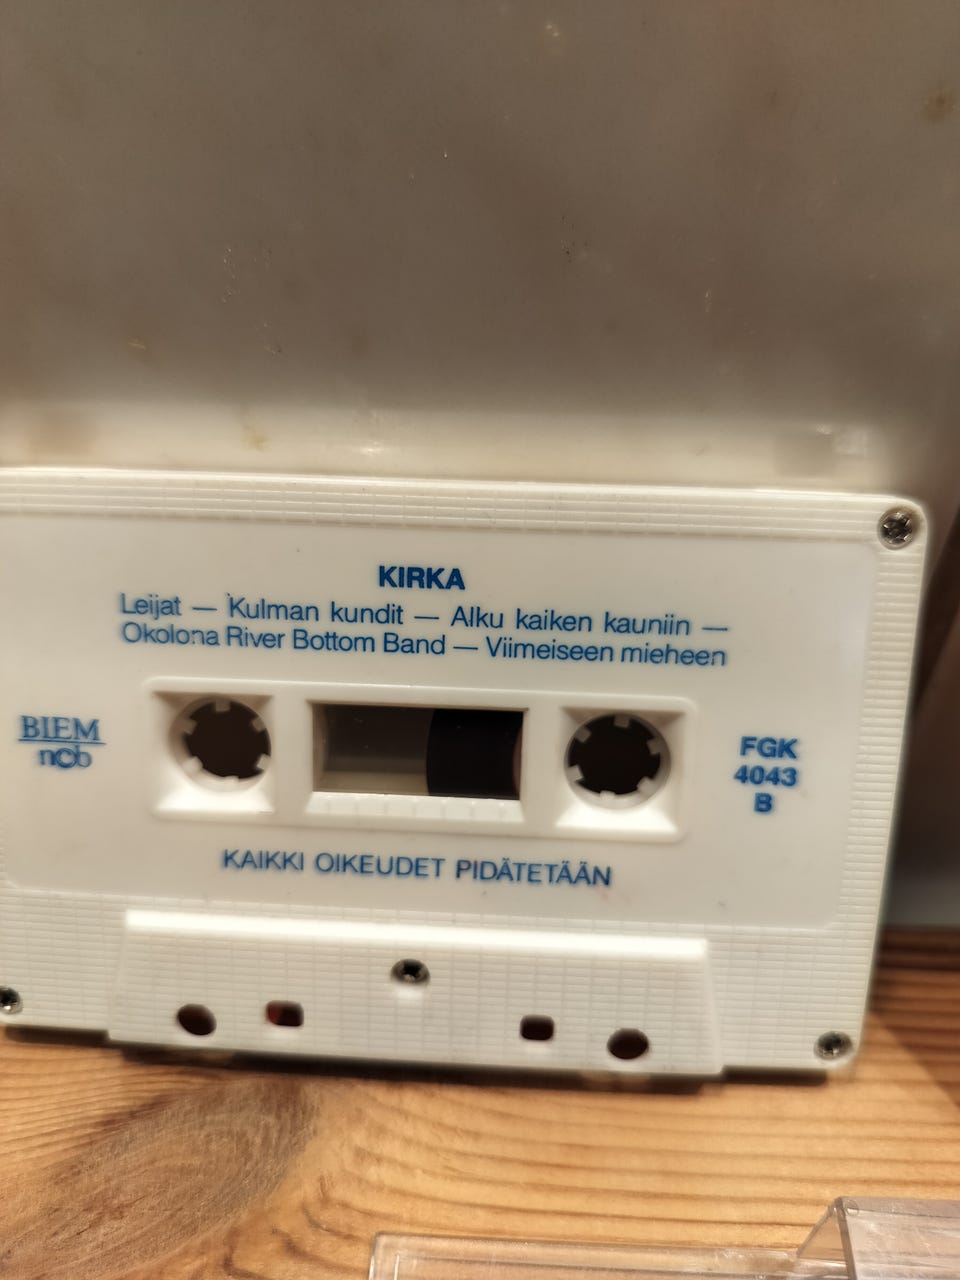 KIRKA
Leijat — Kulman kundit — Alku kaiken kauniin —
Okolona River Bottom Band — Viimeiseen mieheen
BIEM
ncb
FGK
4043
B
KAIKKI OIKEUDET PIDÄTETÄÄN